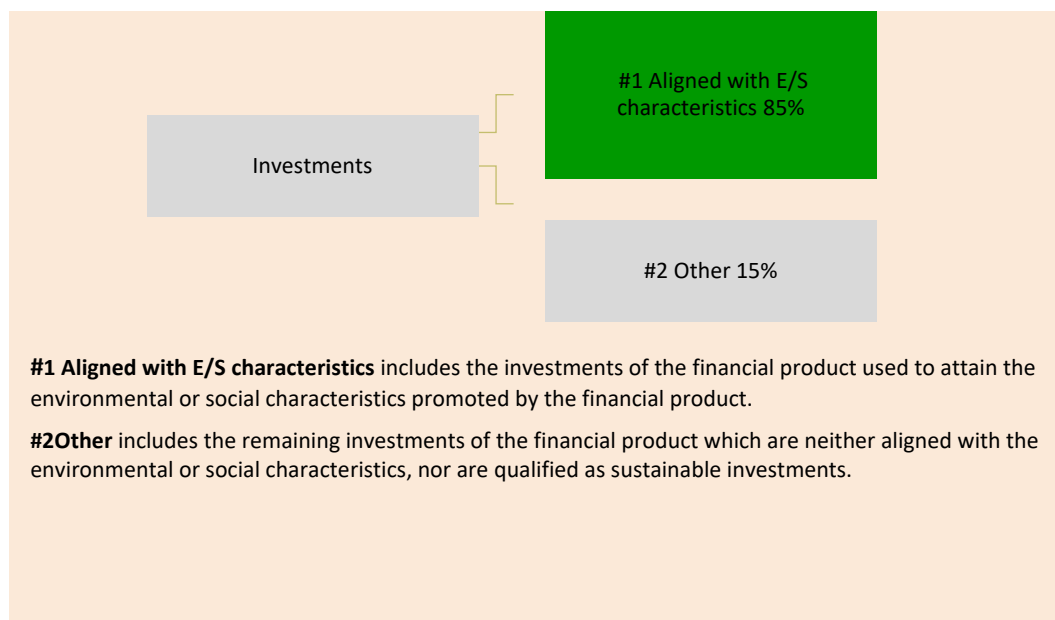 #1 Aligned with E/S
characteristics 85%
Investments
#2 Other 15%
#1 Aligned with E/S characteristics includes the investments of the financial product used to attain the
environmental or social characteristics promoted by the financial product.
#2Other includes the remaining investments of the financial product which are neither aligned with the
environmental or social characteristics, nor are qualified as sustainable investments.